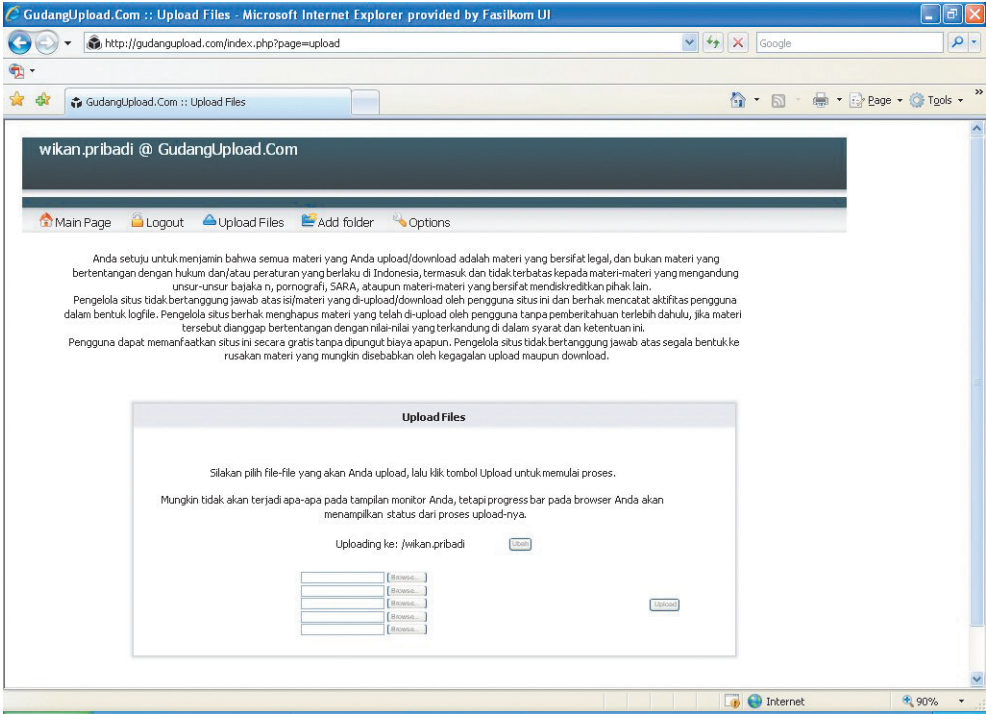 GudangUpload.Com :: Upload Files - Microsoft Internet Explorer provided by Fasilkom UI
http://gudangupload.com/index.php?page=upload
Google
GudangUpload.Com :: Upload Files
Page
Tools
wikan.pribadi @ GudangUpload.Com
Main Page Logout Upload Files Add folder Options
Anda setuju untuk menjamin bahwa semua materi yang Anda upload/download adalah materi yang bersifat legal, dan bukan materi yang
bertentangan dengan hukum dan/atau peraturan yang berlaku di Indonesia, termasuk dan tidak terbatas kepada materi-materi yang mengandung
unsur-unsur bajaka n, pornografi, SARA, ataupun materi-materi yang bersifat mendiskreditkan pihak lain.
Pengelola situs tidak bertanggung jawab atas isi/materi yang di-upload/download oleh pengguna situs ini dan berhak mencatat aktifitas pengguna
dalam bentuk logfile. Pengelola situs berhak menghapus materi yang telah di-upload oleh pengguna tanpa pemberitahuan terlebih dahulu, jika materi
tersebut dianggap bertentangan dengan nilai-nilai yang terkandung di dalam syarat dan ketentuan ini.
Pengguna dapat memanfaatkan situs ini secara gratis tanpa dipungut biaya apapun. Pengelola situs tidak bertanggung jawab atas segala bentuk ke
rusakan materi yang mungkin disebabkan oleh kegagalan upload maupun download.
Upload Files
Silakan pilih file-file yang akan Anda upload, lalu klik tombol Upload untuk memulai proses.
Mungkin tidak akan terjadi apa-apa pada tampilan monitor Anda, tetapi progress bar pada browser Anda akan
menampilkan status dari proses upload-nya.
Uploading ke: /wikan.pribadi Ubah
Browse...
Browse...
Browse... Upload
Browse...
Browse...
Internet 90%